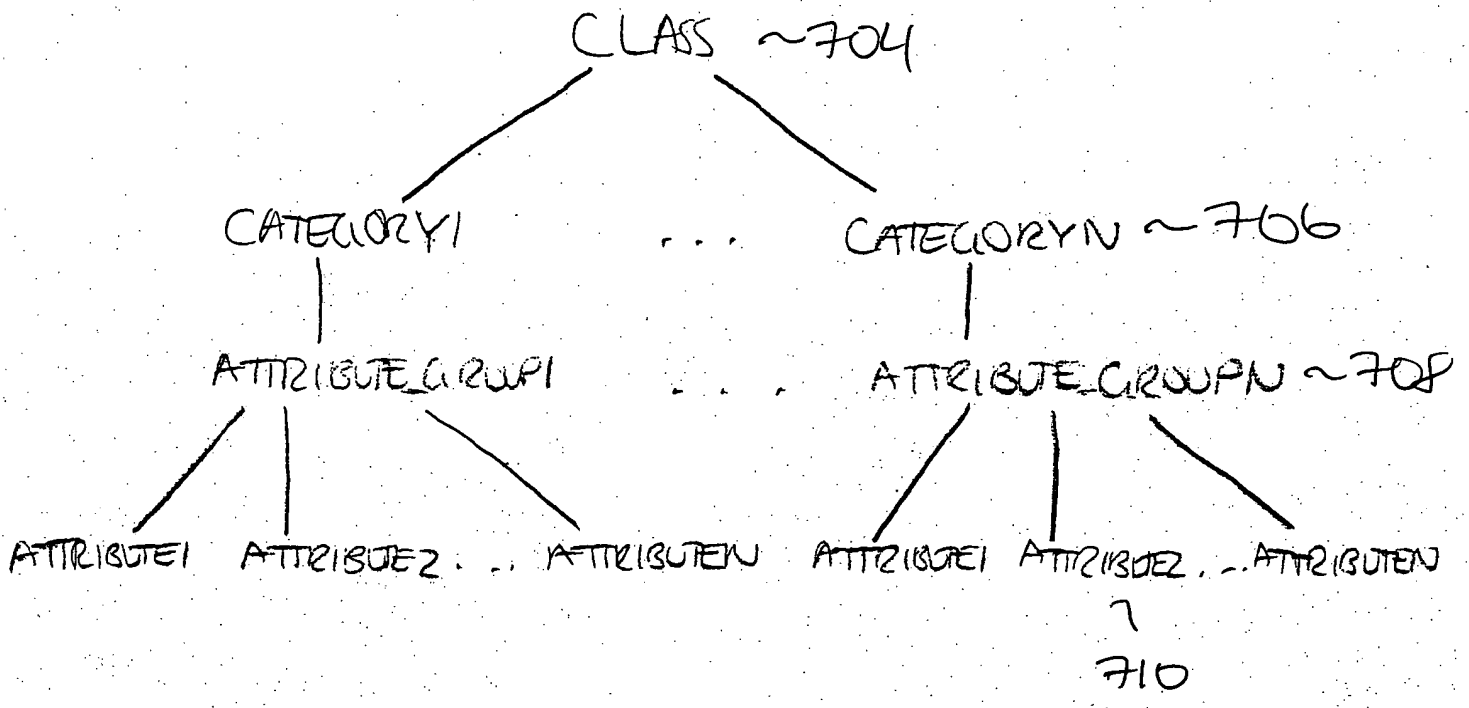 CLASS ~704
CATEGORY1 ... CATEGORYN ~706
ATTRIBUTE_GROUP1 ... ATTRIBUTE_GROUPN ~708
ATTRIBUTE1 ATTRIBUTE2 ... ATTRIBUTEN ATTRIBUTE1 ATTRIBUTE2 ... ATTRIBUTEN
~
710